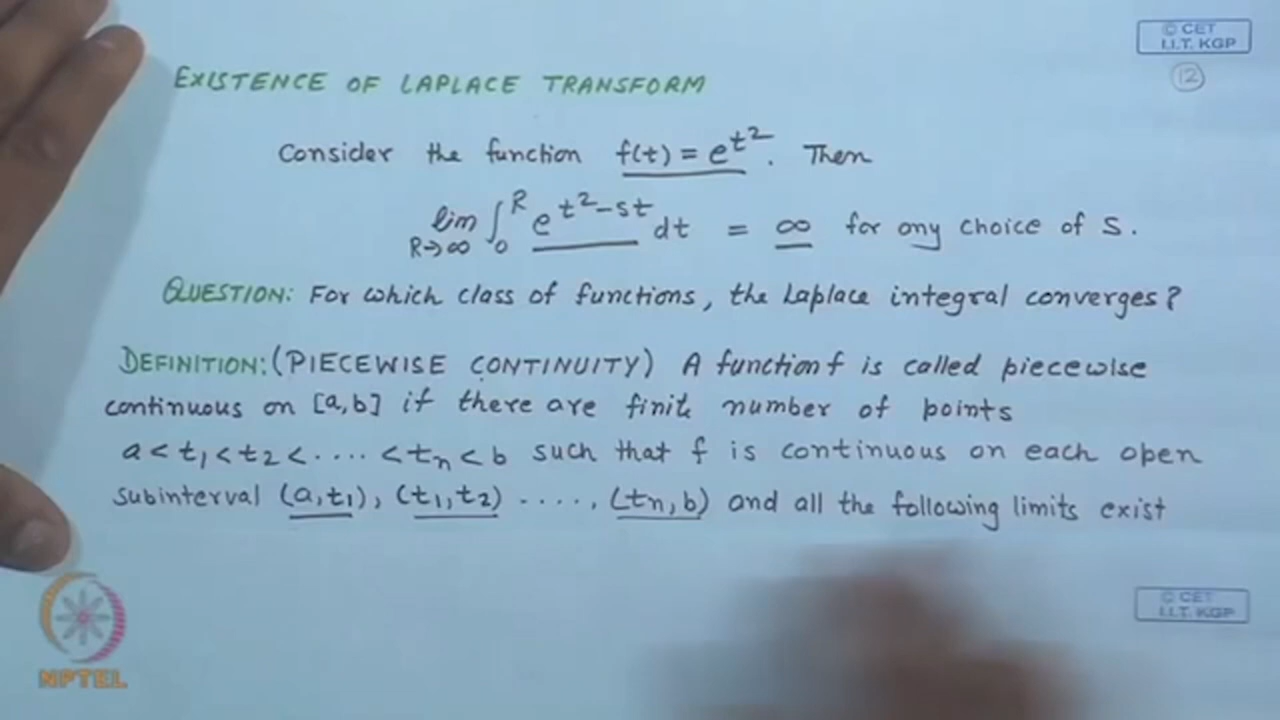 © CET
I.I.T. KGP
12
EXISTENCE OF LAPLACE TRANSFORM
Consider the function f(t) = e^{t^2}. Then
lim_{R→∞} ∫_0^R e^{t^2-st} dt = ∞ for any choice of s.
QUESTION: For which class of functions, the Laplace integral converges?
DEFINITION: (PIECEWISE CONTINUITY) A function f is called piecewise
continuous on [a,b] if there are finite number of points
a < t_1 < t_2 < .... < t_n < b such that f is continuous on each open
subinterval (a,t_1), (t_1,t_2) ....., (t_n,b) and all the following limits exist
© CET
I.I.T. KGP
NPTEL